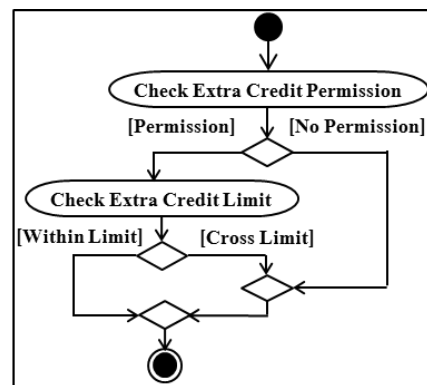 Check Extra Credit Permission
[Permission] [No Permission]
Check Extra Credit Limit
[Within Limit] [Cross Limit]